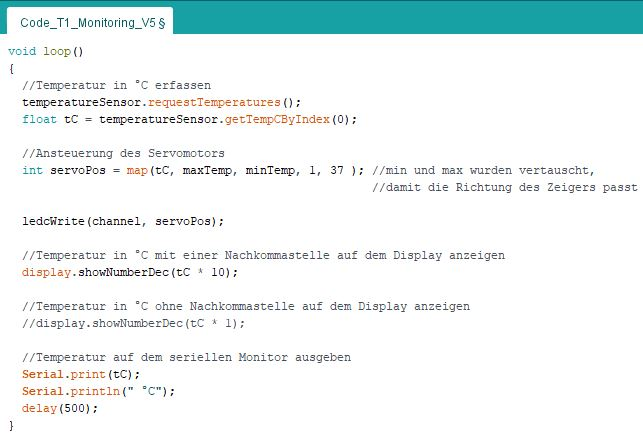 Code_T1_Monitoring_V5 §
void loop()
{
  //Temperatur in °C erfassen
  temperatureSensor.requestTemperatures();
  float tC = temperatureSensor.getTempCByIndex(0);
  //Ansteuerung des Servomotors
  int servoPos = map(tC, maxTemp, minTemp, 1, 37 ); //min und max wurden vertauscht,
                                                    //damit die Richtung des Zeigers passt
  ledcWrite(channel, servoPos);
  //Temperatur in °C mit einer Nachkommastelle auf dem Display anzeigen
  display.showNumberDec(tC * 10);
  //Temperatur in °C ohne Nachkommastelle auf dem Display anzeigen
  //display.showNumberDec(tC * 1);
  //Temperatur auf dem seriellen Monitor ausgeben
  Serial.print(tC);
  Serial.println(" °C");
  delay(500);
}